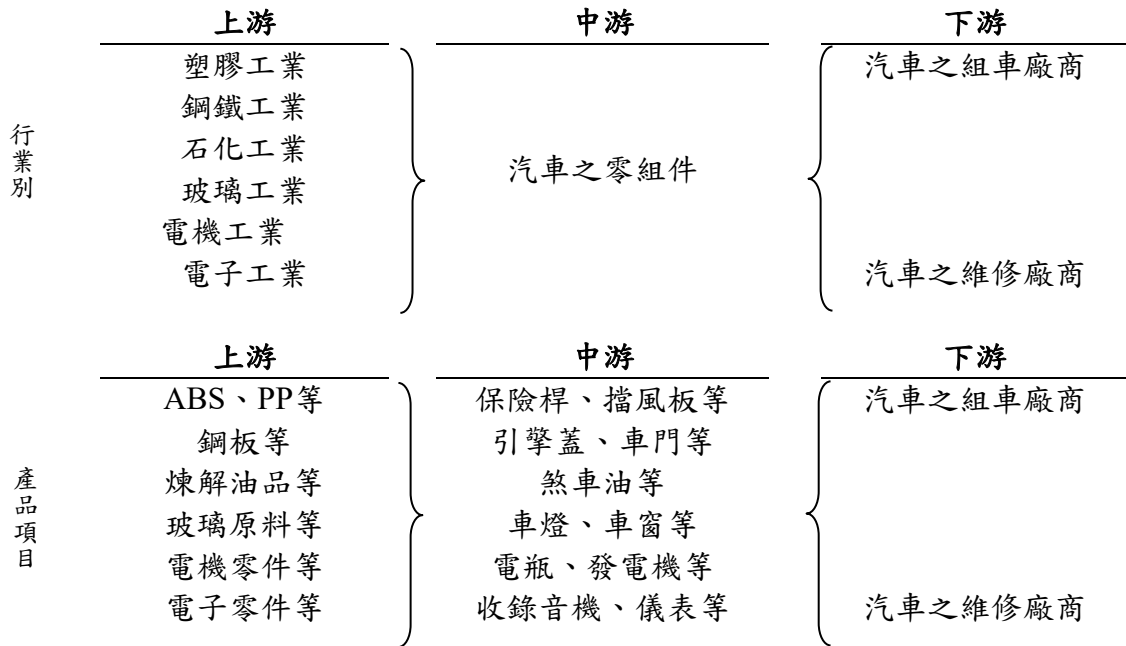 上游 中游 下游
塑膠工業 汽車之組車廠商
鋼鐵工業
行業別
石化工業 汽車之零組件
玻璃工業
電機工業
電子工業 汽車之維修廠商
上游 中游 下游
ABS、PP等 保險桿、擋風板等 汽車之組車廠商
鋼板等 引擎蓋、車門等
產品項目
煉解油品等 煞車油等
玻璃原料等 車燈、車窗等
電機零件等 電瓶、發電機等
電子零件等 收錄音機、儀表等 汽車之維修廠商